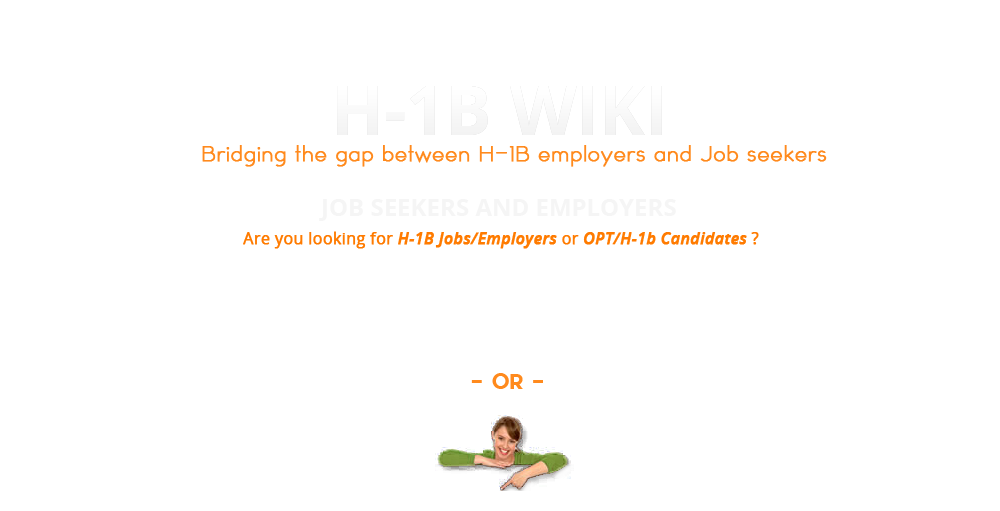 H-1B WIKI
Bridging the gap between H-1B employers and Job seekers
JOB SEEKERS AND EMPLOYERS
Are you looking for H-1B Jobs/Employers or OPT/H-1b Candidates ?
- OR -